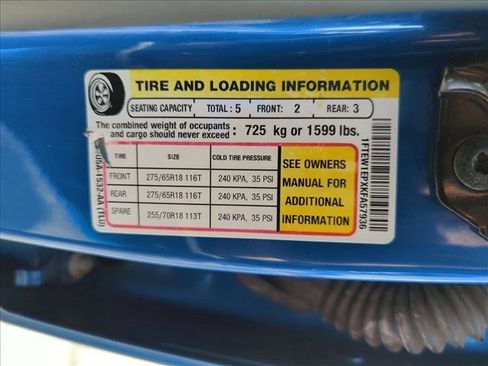 TIRE AND LOADING INFORMATION
SEATING CAPACITY TOTAL : 5 FRONT: 2 REAR: 3
The combined weight of occupants
and cargo should never exceed : 725 kg or 1599 lbs.
TIRE SIZE COLD TIRE PRESSURE
FRONT 275/65R18 116T 240 KPA, 35 PSI
REAR 275/65R18 116T 240 KPA, 35 PSI
SPARE 255/70R18 113T 240 KPA, 35 PSI
SEE OWNERS
MANUAL FOR
ADDITIONAL
INFORMATION
1FTEW1EPXKFA57936
1532-AA (TLU)